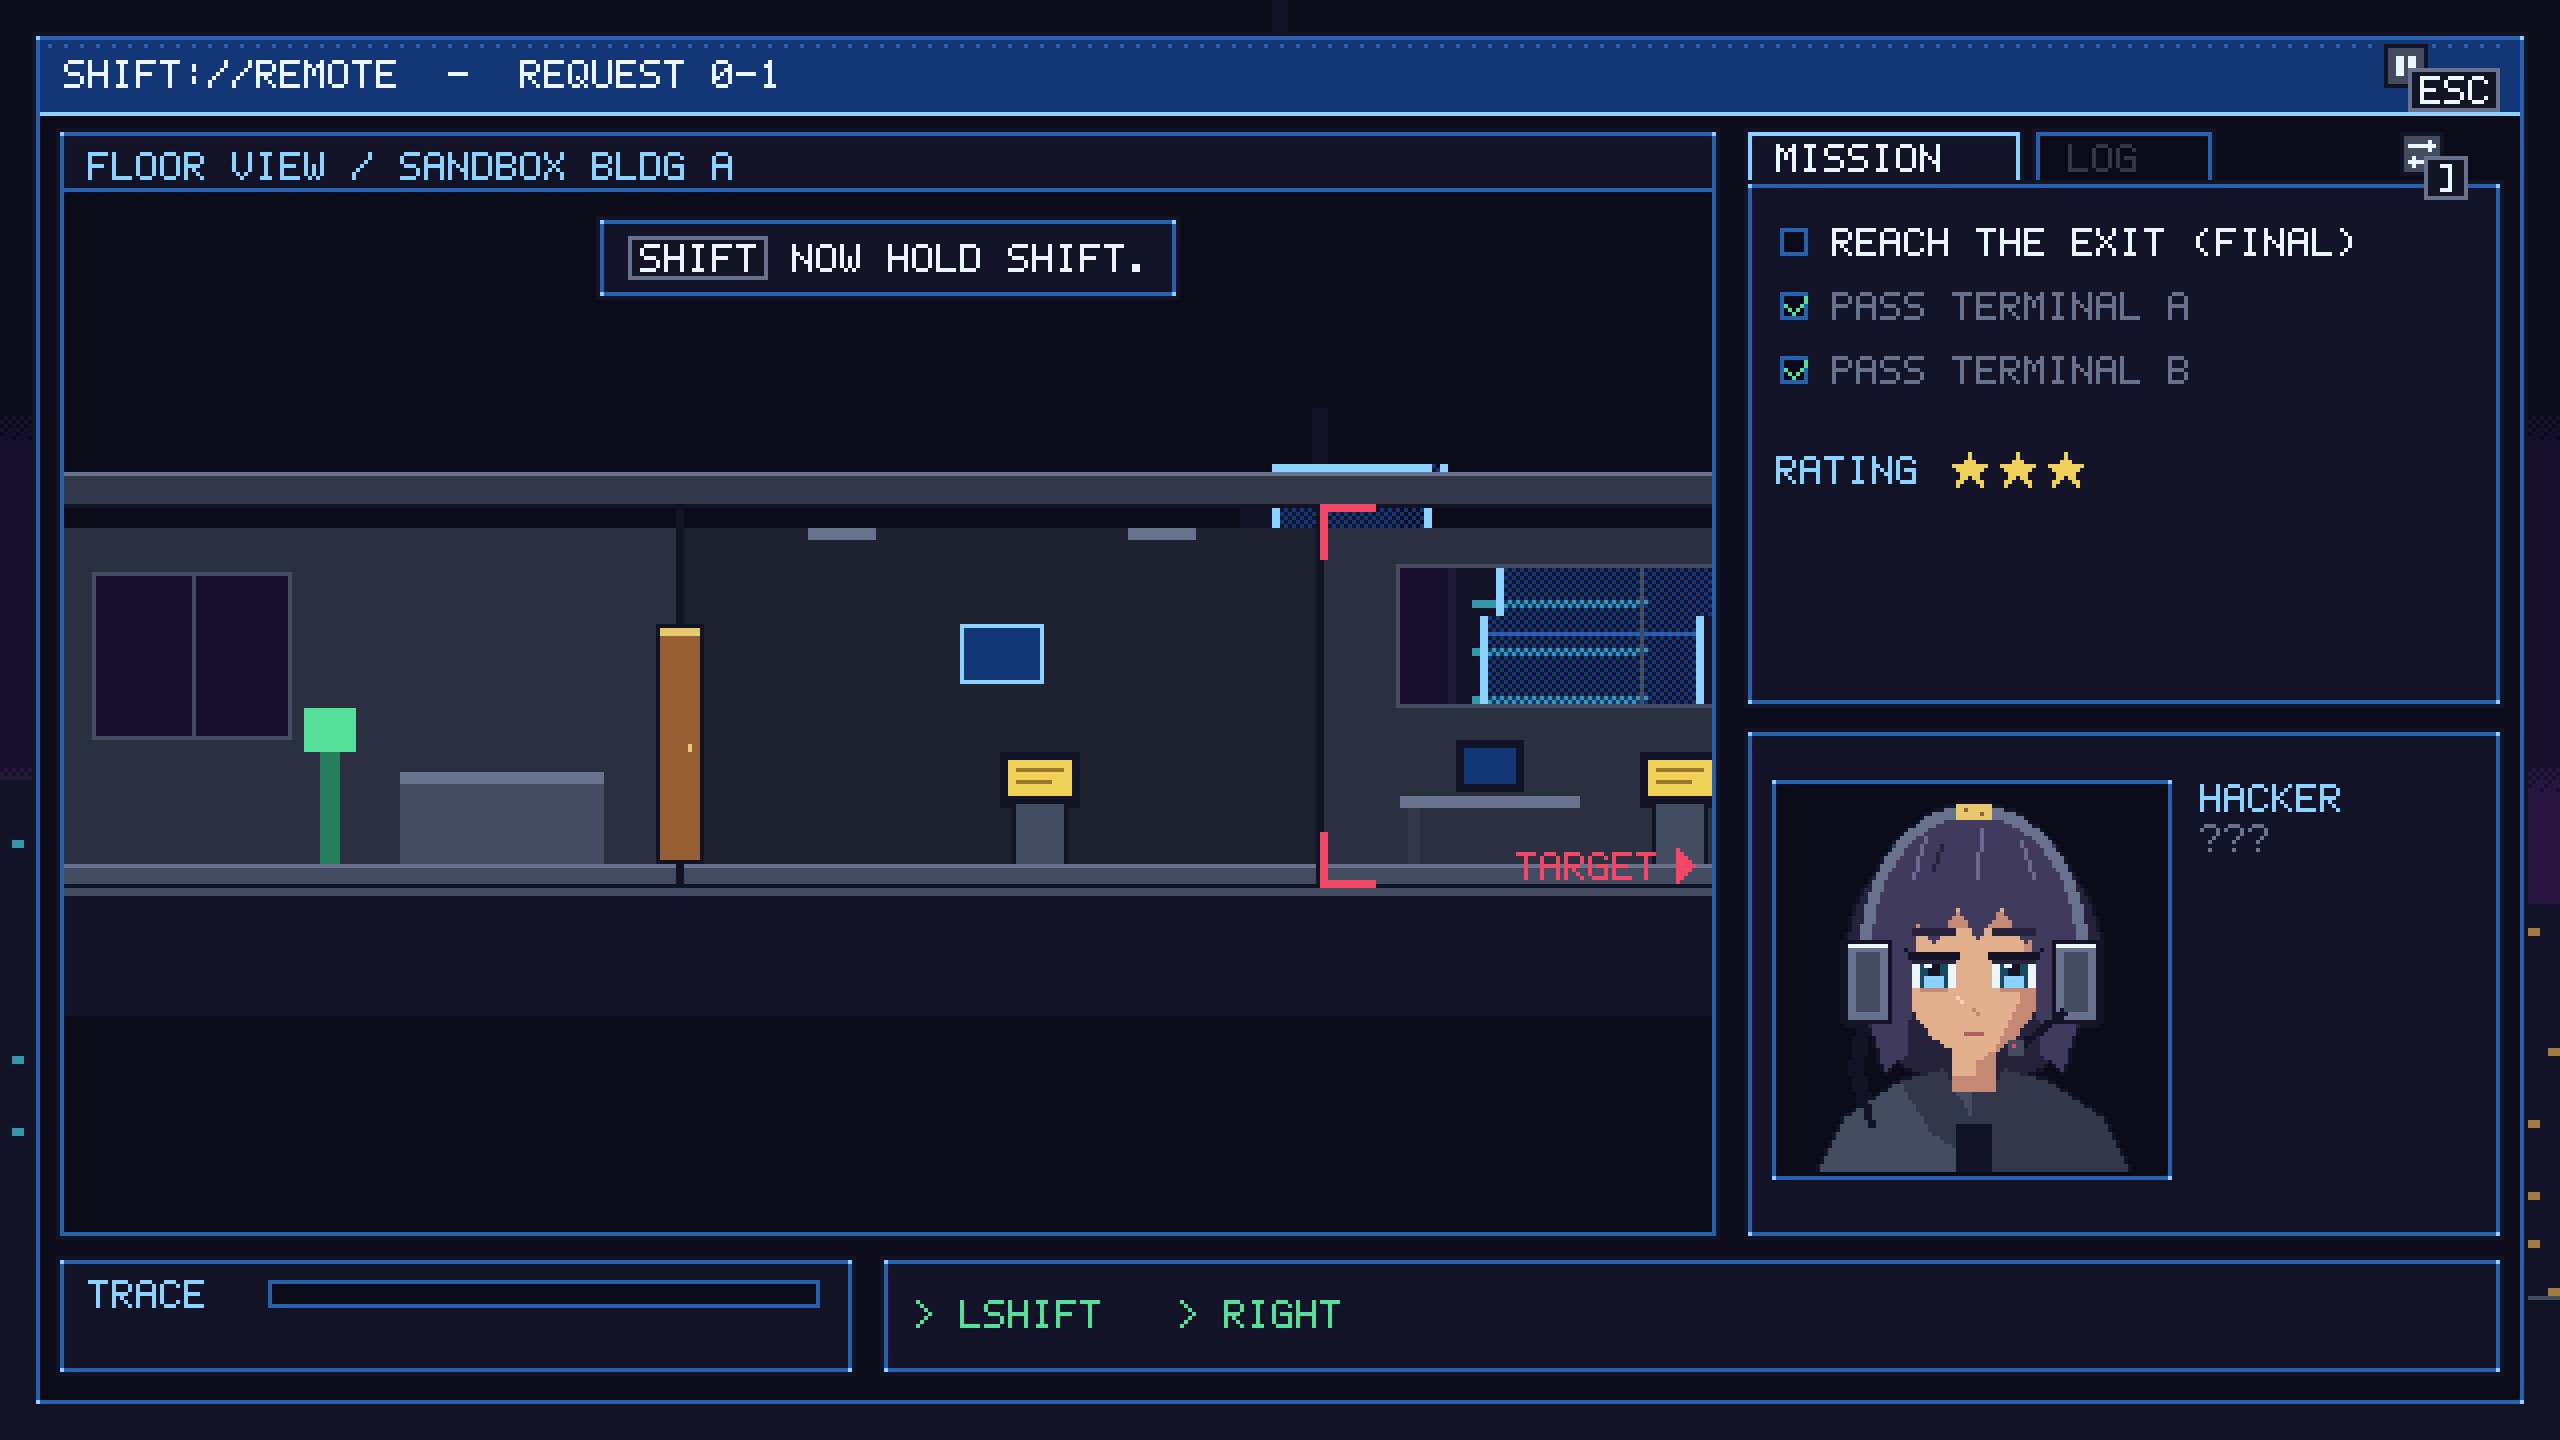 SHIFT://REMOTE - REQUEST 0-1
ESC
FLOOR VIEW / SANDBOX BLDG A
SHIFT NOW HOLD SHIFT.
TARGET
MISSION
LOG
]
REACH THE EXIT (FINAL)
PASS TERMINAL A
PASS TERMINAL B
RATING
HACKER
???
TRACE
> LSHIFT > RIGHT